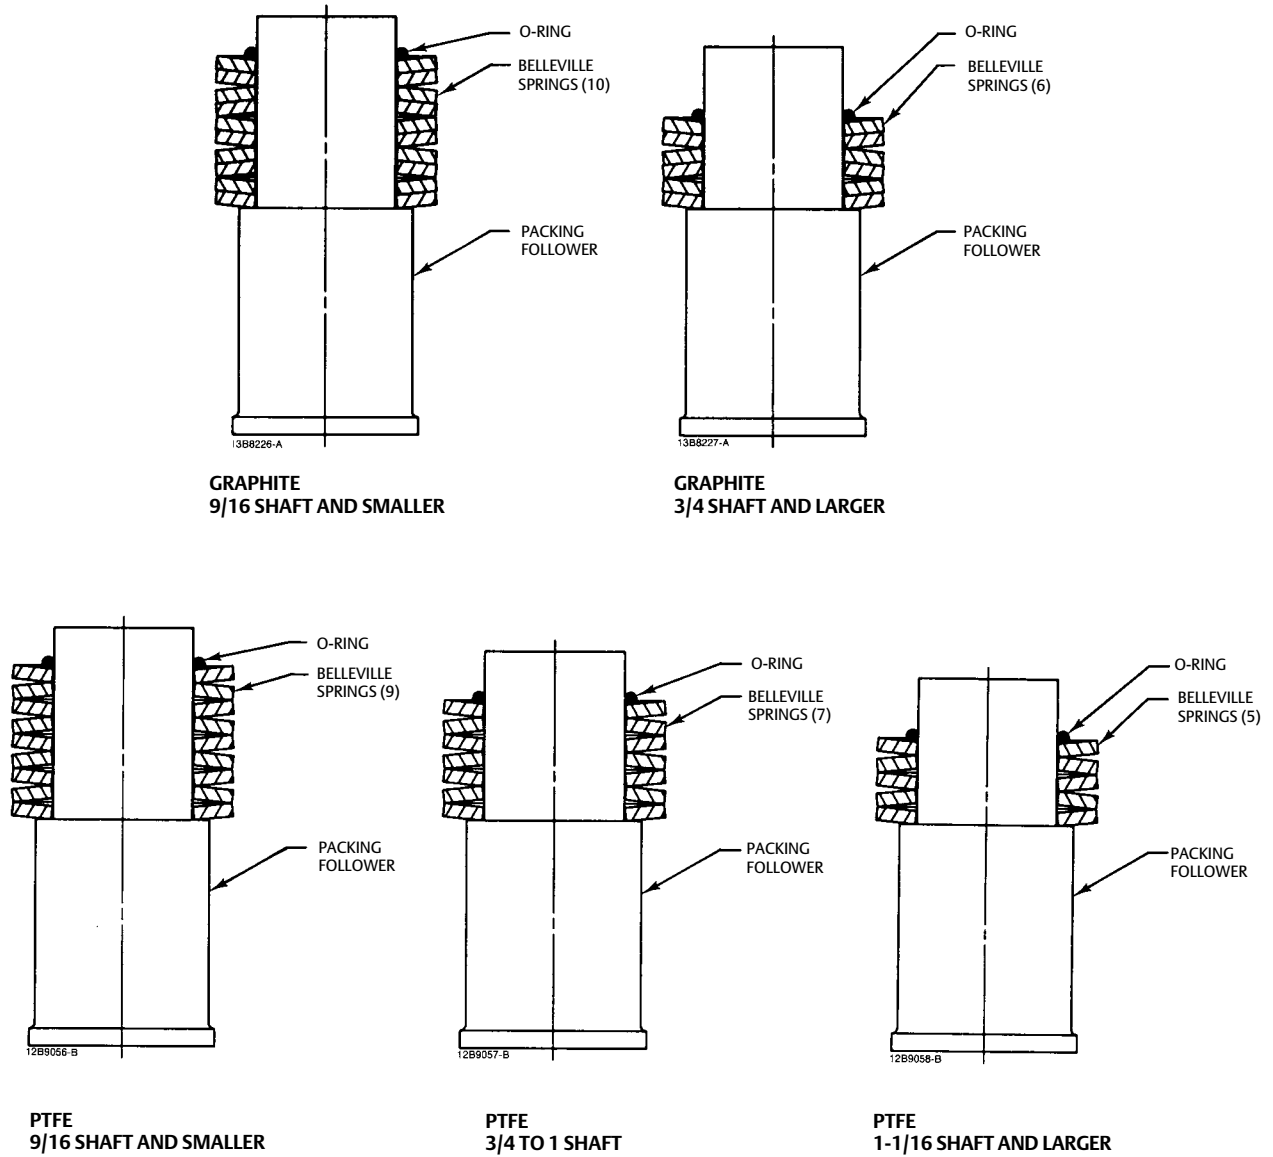 O-RING
BELLEVILLE
SPRINGS (10)
PACKING
FOLLOWER
13B8226-A
GRAPHITE
9/16 SHAFT AND SMALLER
O-RING
BELLEVILLE
SPRINGS (6)
PACKING
FOLLOWER
13B8227-A
GRAPHITE
3/4 SHAFT AND LARGER
O-RING
BELLEVILLE
SPRINGS (9)
PACKING
FOLLOWER
12B9056-B
PTFE
9/16 SHAFT AND SMALLER
O-RING
BELLEVILLE
SPRINGS (7)
PACKING
FOLLOWER
12B9057-B
PTFE
3/4 TO 1 SHAFT
O-RING
BELLEVILLE
SPRINGS (5)
PACKING
FOLLOWER
12B9058-B
PTFE
1-1/16 SHAFT AND LARGER